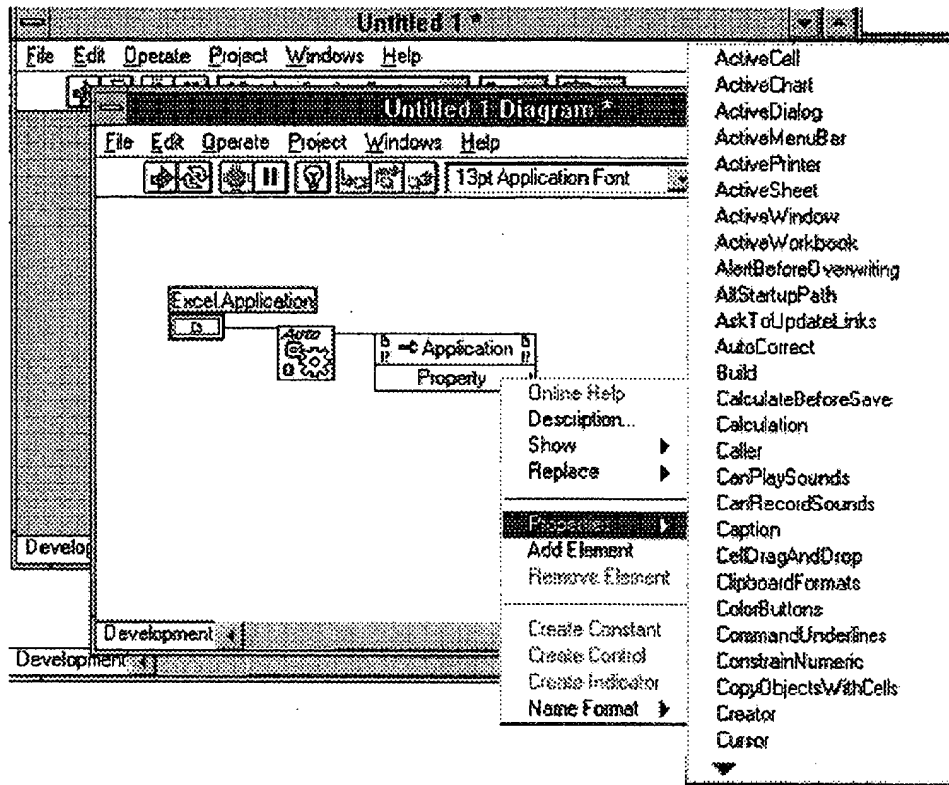 Untitled 1 *
File Edit Operate Project Windows Help
Untitled 1 Diagram *
File Edit Operate Project Windows Help
13pt Application Font
Excel.Application
Auto
Application
Property
Online Help
Description...
Show
Replace
Properties
Add Element
Remove Element
Create Constant
Create Control
Create Indicator
Name Format
ActiveCell
ActiveChart
ActiveDialog
ActiveMenuBar
ActivePrinter
ActiveSheet
ActiveWindow
ActiveWorkbook
AlertBeforeOverwriting
AltStartupPath
AskToUpdateLinks
AutoCorrect
Build
CalculateBeforeSave
Calculation
Caller
CanPlaySounds
CanRecordSounds
Caption
CellDragAndDrop
ClipboardFormats
ColorButtons
CommandUnderlines
ConstrainNumeric
CopyObjectsWithCells
Creator
Cursor
Develop
Development
Development